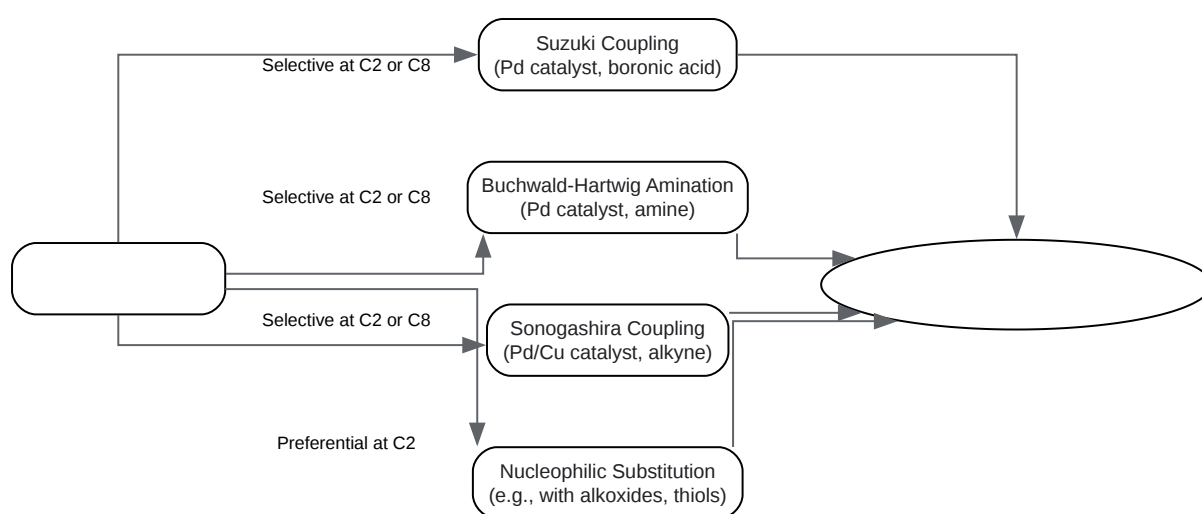 Suzuki Coupling
(Pd catalyst, boronic acid)
Selective at C2 or C8
Buchwald-Hartwig Amination
(Pd catalyst, amine)
Selective at C2 or C8
Selective at C2 or C8
Sonogashira Coupling
(Pd/Cu catalyst, alkyne)
Preferential at C2
Nucleophilic Substitution
(e.g., with alkoxides, thiols)